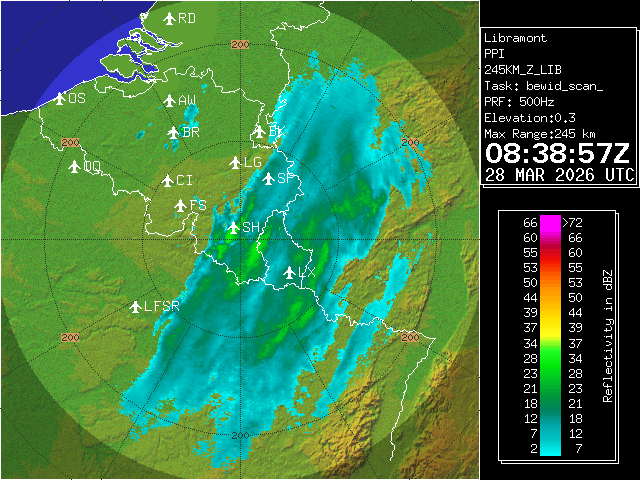 RD
200
OS
AW
BR
BK
200
200
QQ
LG
CI
SP
FS
SH
LX
LFSR
200
200
200
Libramont
PPI
245KM_Z_LIB
Task: bewid_scan_
PRF: 500Hz
Elevation:0.3
Max Range:245 km
08:38:57Z
28 MAR 2026 UTC
66 >72
60 66
55 60
53 55
50 53
44 50
39 44
37 39
34 37
28 34
23 28
21 23
18 21
12 18
7 12
2 7
Reflectivity in dBZ